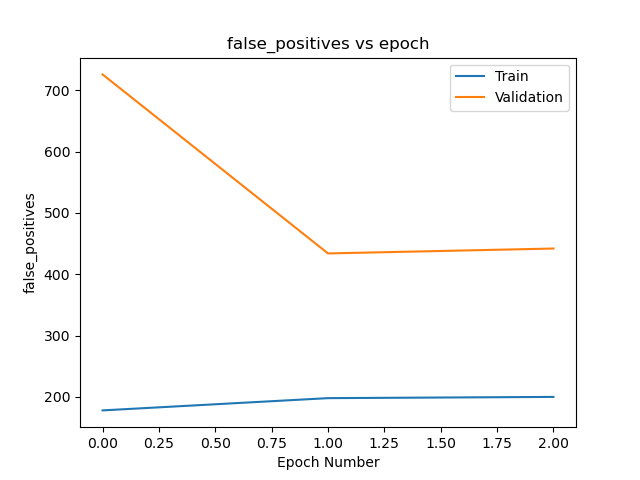 false_positives vs epoch
Train
Validation
700
600
500
400
300
200
false_positives
0.00 0.25 0.50 0.75 1.00 1.25 1.50 1.75 2.00
Epoch Number